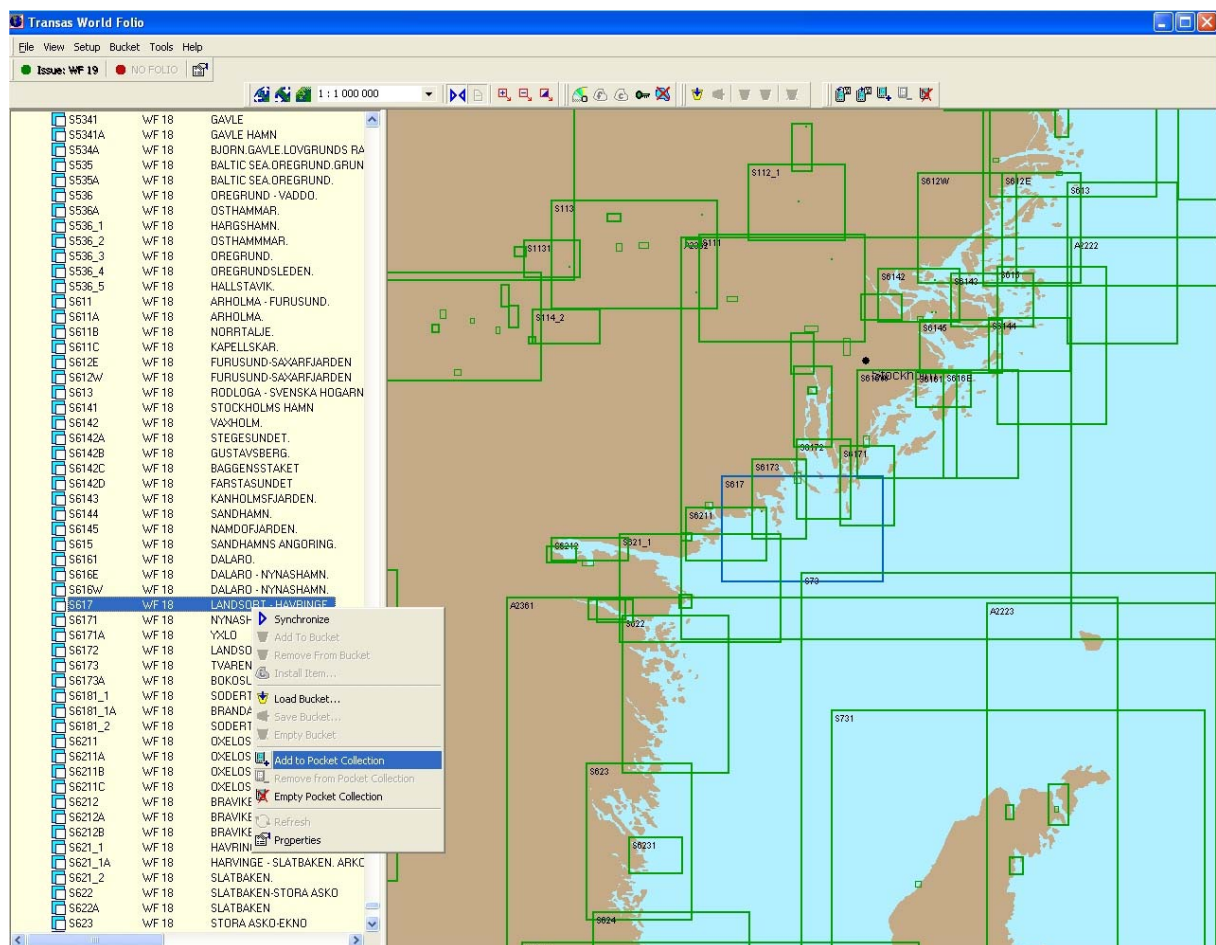 Transas World Folio
File View Setup Bucket Tools Help
Issue: WF 19 NO FOLIO
1 : 1 000 000
S5341 WF 18 GAVLE
S5341A WF 18 GAVLE HAMN
S534A WF 18 BJORN.GAVLE.LOVGRUNDS RA
S535 WF 18 BALTIC SEA.OREGRUND.GRUN
S535A WF 18 BALTIC SEA.OREGRUND.
S536 WF 18 OREGRUND - VADDO.
S536A WF 18 OSTHAMMAR.
S536_1 WF 18 HARGSHAMN.
S536_2 WF 18 OSTHAMMMAR.
S536_3 WF 18 OREGRUND.
S536_4 WF 18 OREGRUNDSLEDEN.
S536_5 WF 18 HALLSTAVIK.
S611 WF 18 ARHOLMA - FURUSUND.
S611A WF 18 ARHOLMA.
S611B WF 18 NORRTALJE.
S611C WF 18 KAPELLSKAR.
S612E WF 18 FURUSUND-SAXARFJARDEN
S612W WF 18 FURUSUND-SAXARFJARDEN
S613 WF 18 RODLOGA - SVENSKA HOGARN
S6141 WF 18 STOCKHOLMS HAMN
S6142 WF 18 VAXHOLM.
S6142A WF 18 STEGESUNDET.
S6142B WF 18 GUSTAVSBERG.
S6142C WF 18 BAGGENSSTAKET
S6142D WF 18 FARSTASUNDET
S6143 WF 18 KANHOLMSFJARDEN.
S6144 WF 18 SANDHAMN.
S6145 WF 18 NAMDOFJARDEN.
S615 WF 18 SANDHAMNS ANGORING.
S6161 WF 18 DALARO.
S616E WF 18 DALARO - NYNASHAMN.
S616W WF 18 DALARO - NYNASHAMN.
S617 WF 18 LANDSORT - HAVRINGE
S6171 WF 18 NYNASH
S6171A WF 18 YXLO
S6172 WF 18 LANDSO
S6173 WF 18 TVAREN
S6173A WF 18 BOKOSL
S6181_1 WF 18 SODERT
S6181_1A WF 18 BRANDA
S6181_2 WF 18 SODERT
S6211 WF 18 OXELOS
S6211A WF 18 OXELOS
S6211B WF 18 OXELOS
S6211C WF 18 OXELOS
S6212 WF 18 BRAVIKE
S6212A WF 18 BRAVIKE
S6212B WF 18 BRAVIKE
S621_1 WF 18 HAVRING
S621_1A WF 18 HARVINGE - SLATBAKEN. ARKO
S621_2 WF 18 SLATBAKEN.
S622 WF 18 SLATBAKEN-STORA ASKO
S622A WF 18 SLATBAKEN
S623 WF 18 STORA ASKO-EKNO
Synchronize
Add To Bucket
Remove From Bucket
Install Item...
Load Bucket...
Save Bucket...
Empty Bucket
Add to Pocket Collection
Remove from Pocket Collection
Empty Pocket Collection
Refresh
Properties
S112_1
S612W
S612E
S613
S113
S1131
S111
A2222
S6142
S6143
S615
S114_2
S6145
S6144
S6161
S616E
S6172
S6171
S6173
S617
S6211
S6212
S621_1
S73
A2361
A2223
S622
S731
S623
S6231
S624